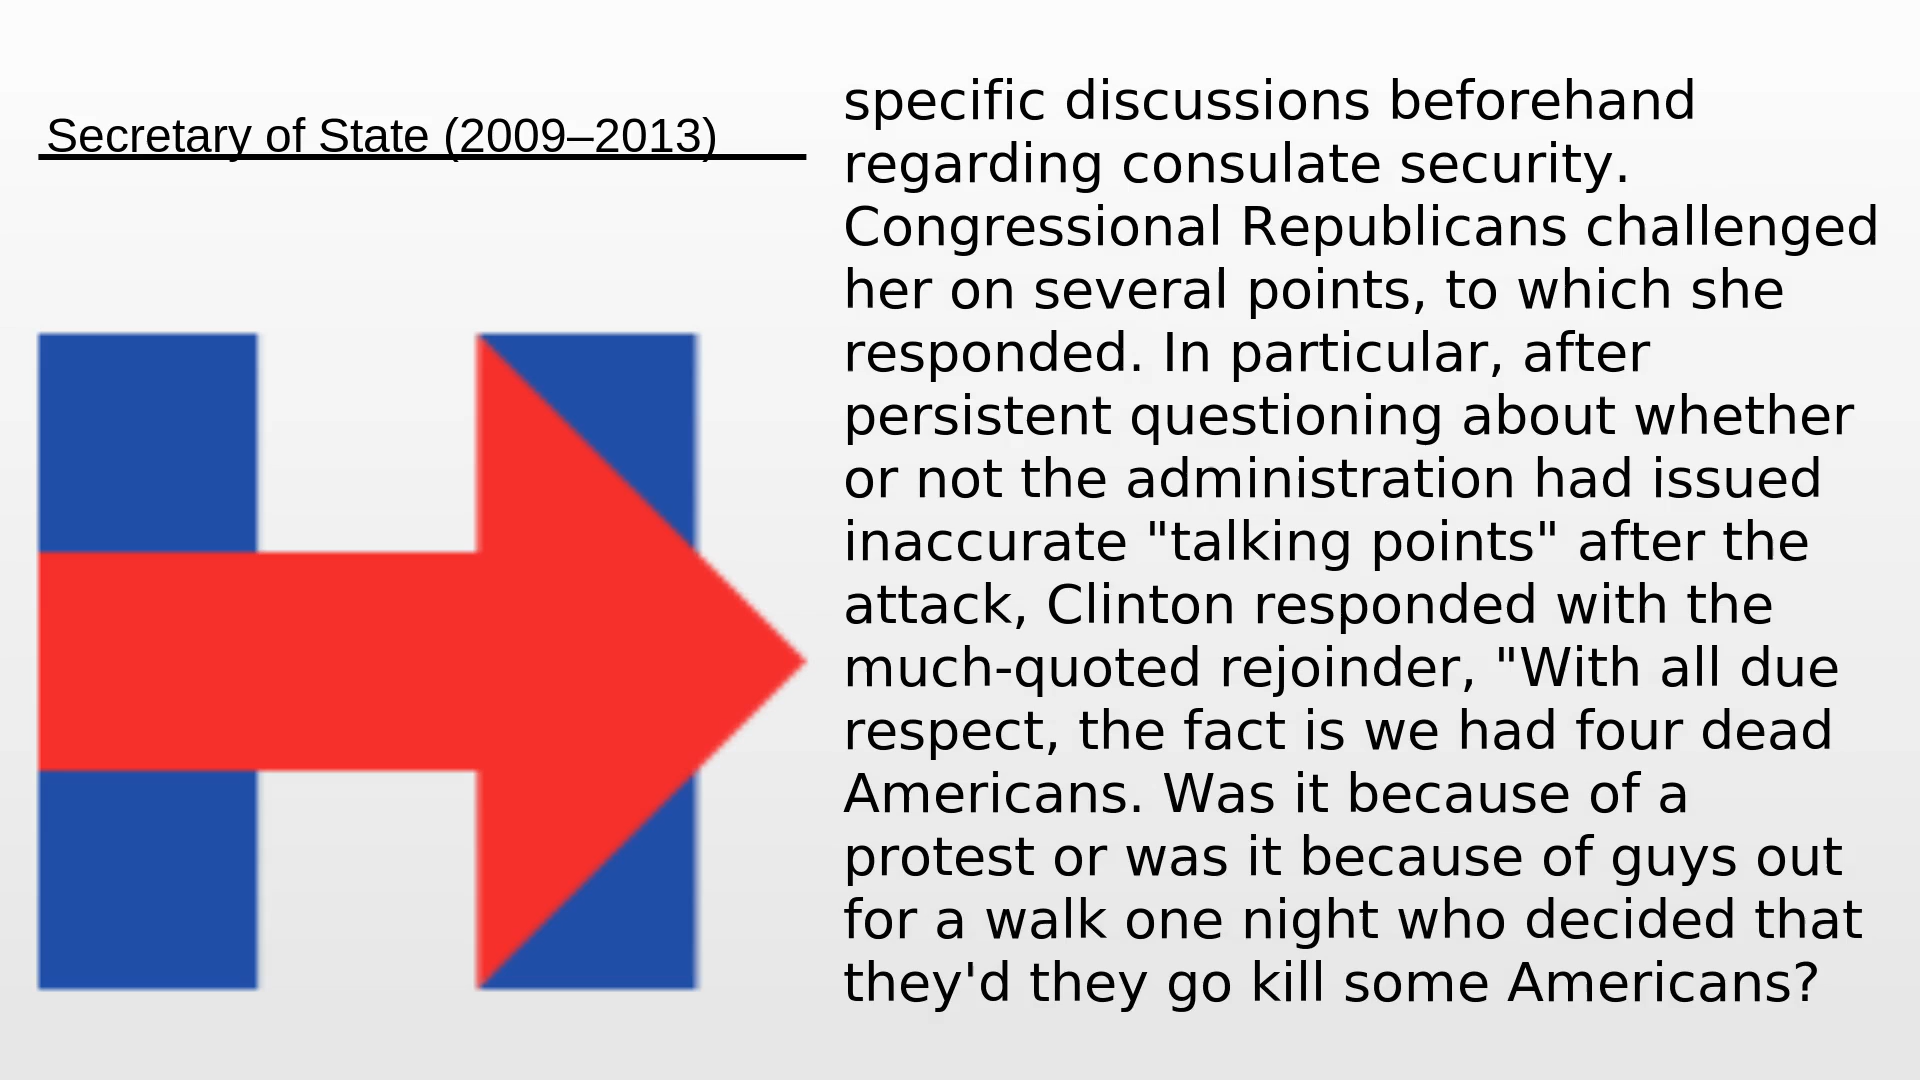 Secretary of State (2009–2013)
specific discussions beforehand
regarding consulate security.
Congressional Republicans challenged
her on several points, to which she
responded. In particular, after
persistent questioning about whether
or not the administration had issued
inaccurate "talking points" after the
attack, Clinton responded with the
much-quoted rejoinder, "With all due
respect, the fact is we had four dead
Americans. Was it because of a
protest or was it because of guys out
for a walk one night who decided that
they'd they go kill some Americans?